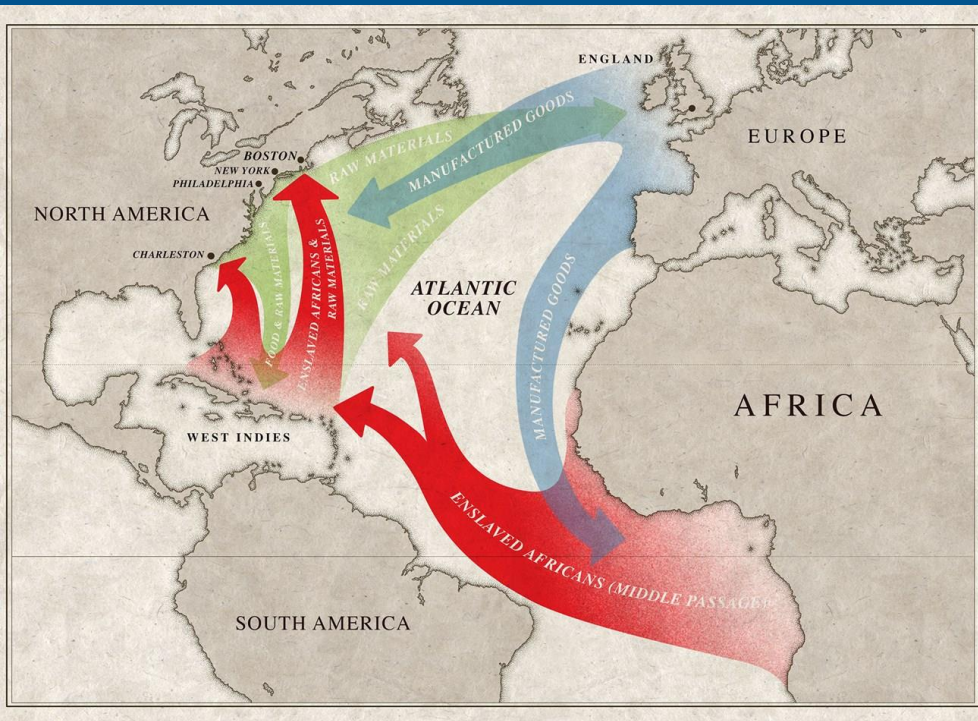 ENGLAND
EUROPE
RAW MATERIALS
MANUFACTURED GOODS
BOSTON
NEW YORK
PHILADELPHIA
NORTH AMERICA
CHARLESTON
FOOD & RAW MATERIALS
ENSLAVED AFRICANS &
RAW MATERIALS
RAW MATERIALS
ATLANTIC
OCEAN
MANUFACTURED GOODS
AFRICA
WEST INDIES
ENSLAVED AFRICANS (MIDDLE PASSAGE)
SOUTH AMERICA